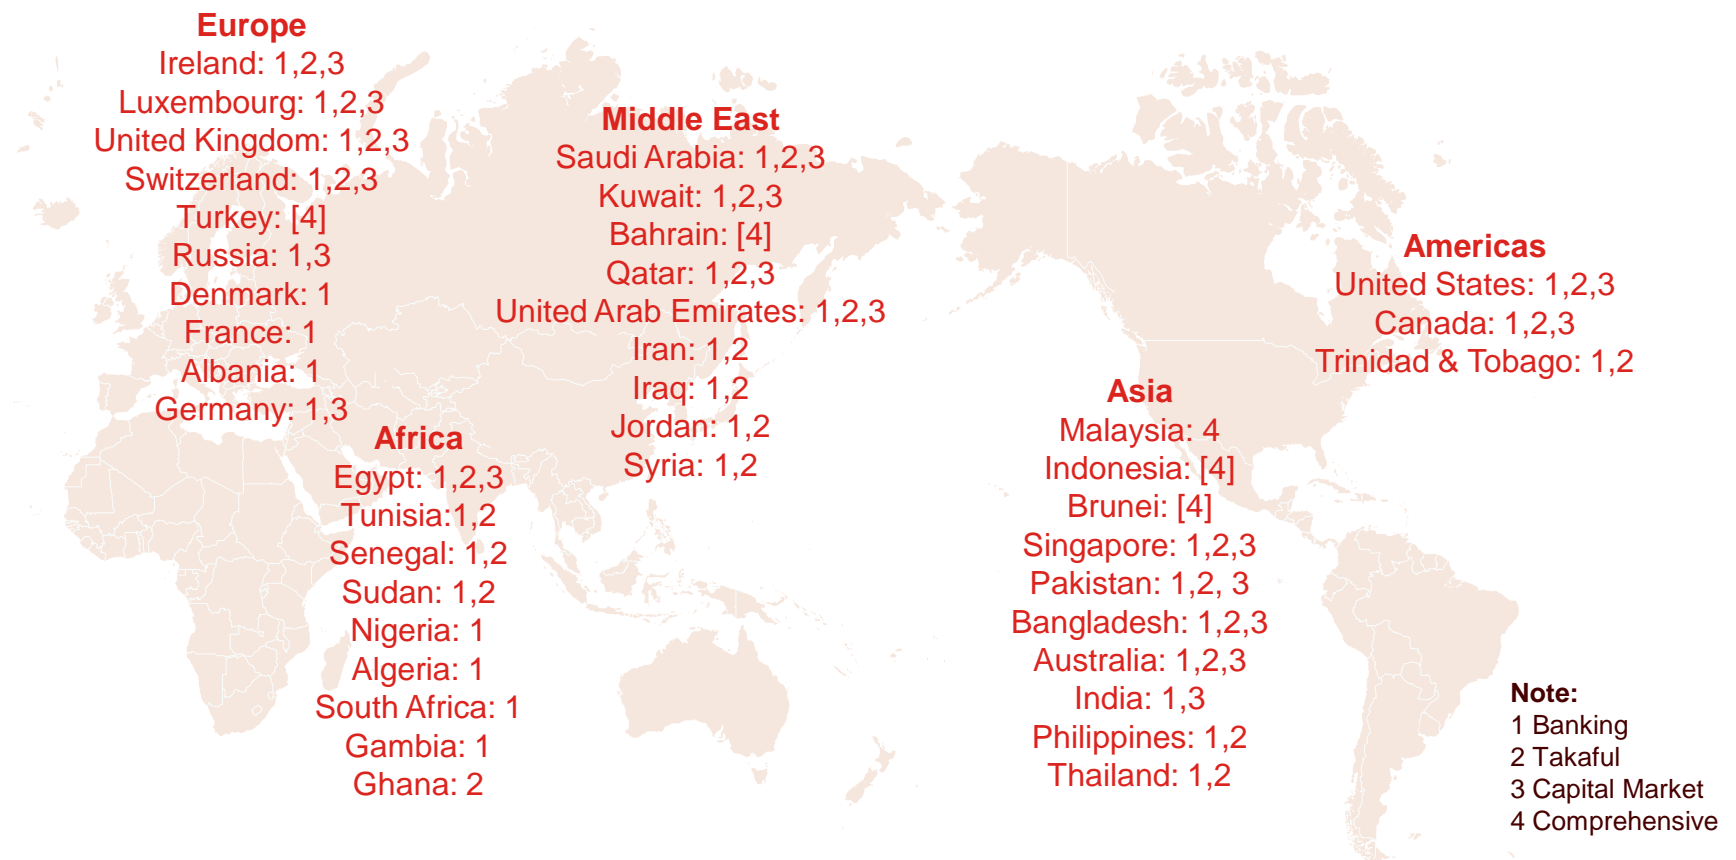 Europe
Ireland: 1,2,3
Luxembourg: 1,2,3
United Kingdom: 1,2,3
Switzerland: 1,2,3
Turkey: [4]
Russia: 1,3
Denmark: 1
France: 1
Albania: 1
Germany: 1,3
Africa
Egypt: 1,2,3
Tunisia:1,2
Senegal: 1,2
Sudan: 1,2
Nigeria: 1
Algeria: 1
South Africa: 1
Gambia: 1
Ghana: 2
Middle East
Saudi Arabia: 1,2,3
Kuwait: 1,2,3
Bahrain: [4]
Qatar: 1,2,3
United Arab Emirates: 1,2,3
Iran: 1,2
Iraq: 1,2
Jordan: 1,2
Syria: 1,2
Asia
Malaysia: 4
Indonesia: [4]
Brunei: [4]
Singapore: 1,2,3
Pakistan: 1,2, 3
Bangladesh: 1,2,3
Australia: 1,2,3
India: 1,3
Philippines: 1,2
Thailand: 1,2
Americas
United States: 1,2,3
Canada: 1,2,3
Trinidad & Tobago: 1,2
Note:
1 Banking
2 Takaful
3 Capital Market
4 Comprehensive